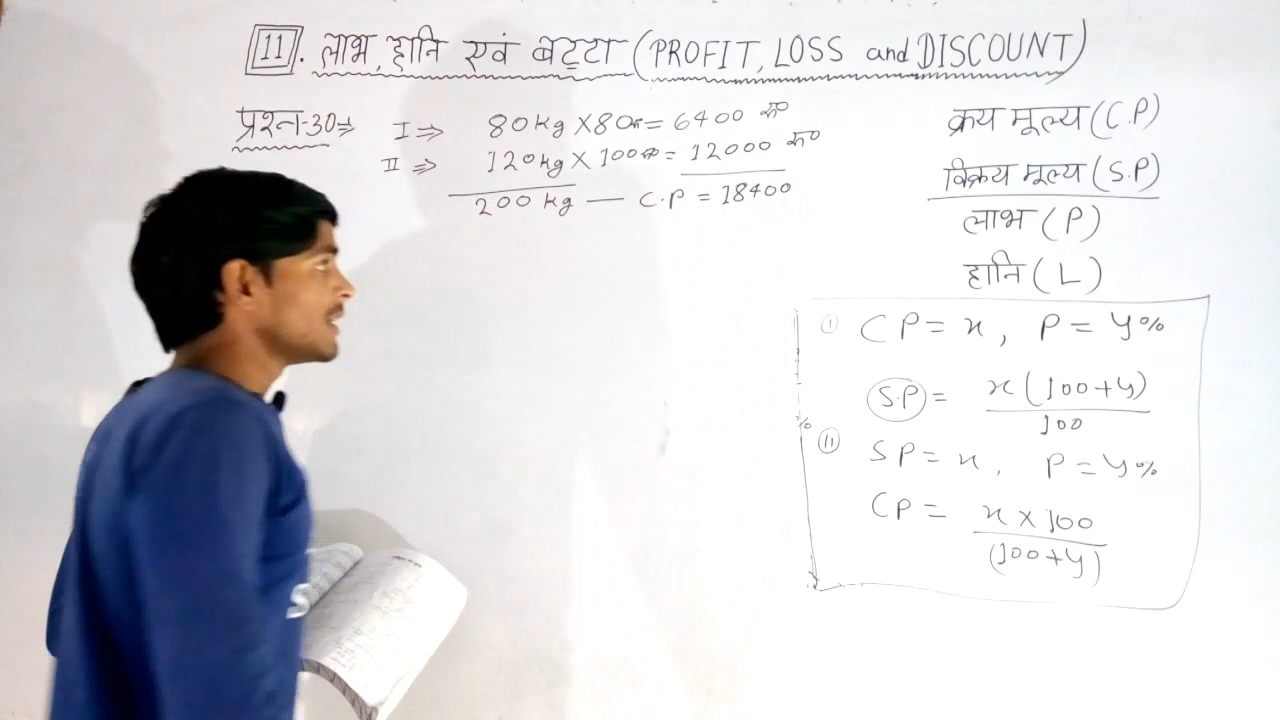 11. लाभ, हानि एवं बट्टा (PROFIT, LOSS and DISCOUNT)
प्रश्न-30⇒ I ⇒ 80kg X 80रू = 6400 रू०
II ⇒ 120kg X 100रू = 12000 रू०
200 kg — C.P = 18400
क्रय मूल्य (C.P)
विक्रय मूल्य (S.P)
लाभ (P)
हानि (L)
(i) CP = x, P = y%
S.P = x(100+y)
100
(ii) SP = x, P = y%
CP = x X 100
(100+y)